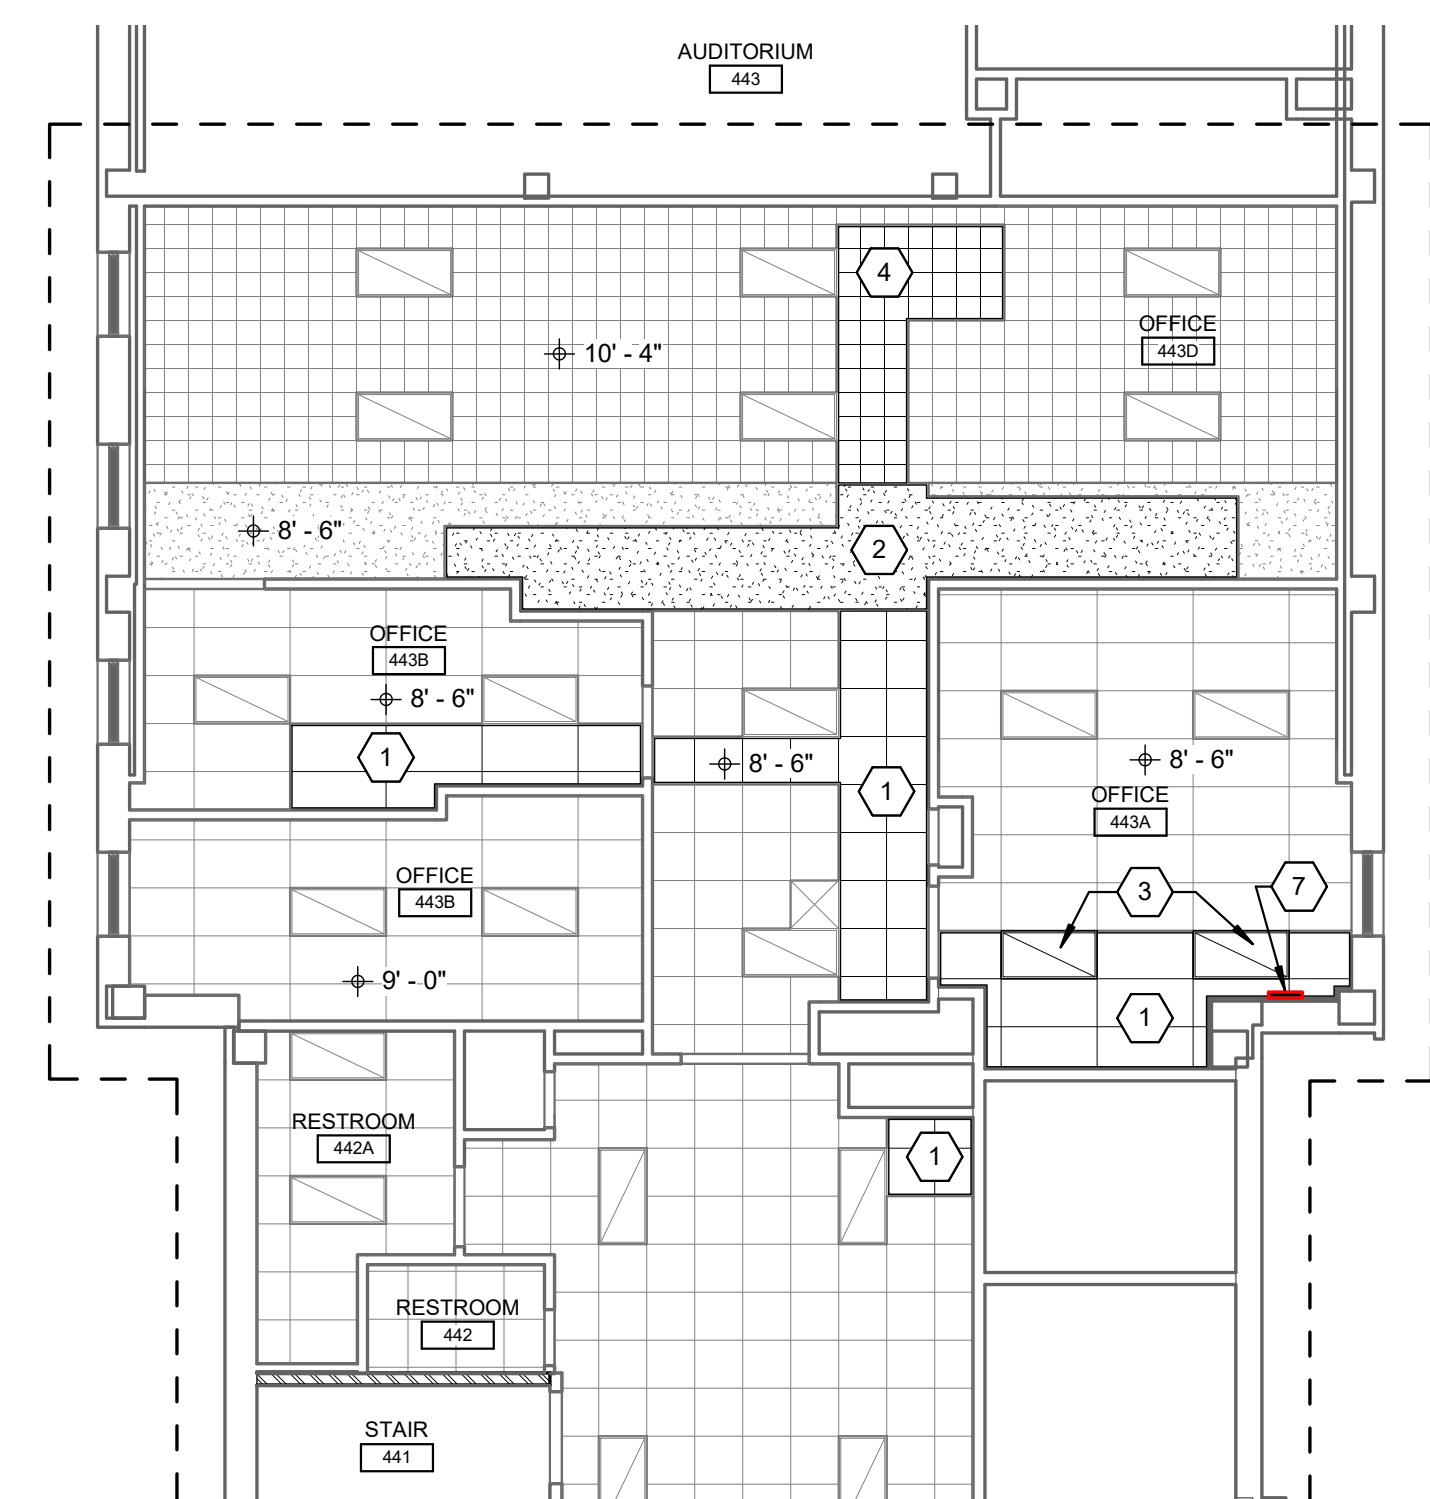 AUDITORIUM
443
4
OFFICE
443D
10' - 4"
8' - 6"
2
OFFICE
443B
8' - 6"
1
8' - 6"
1
8' - 6"
OFFICE
443A
3
7
OFFICE
443B
9' - 0"
1
RESTROOM
442A
1
RESTROOM
442
STAIR
441